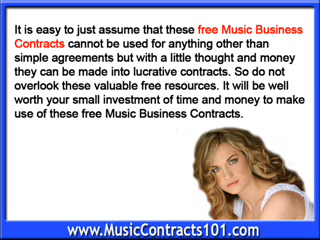 It is easy to just assume that these free Music Business
Contracts cannot be used for anything other than
simple agreements but with a little thought and money
they can be made into lucrative contracts. So do not
overlook these valuable free resources. It will be well
worth your small investment of time and money to make
use of these free Music Business Contracts.
www.MusicContracts101.com